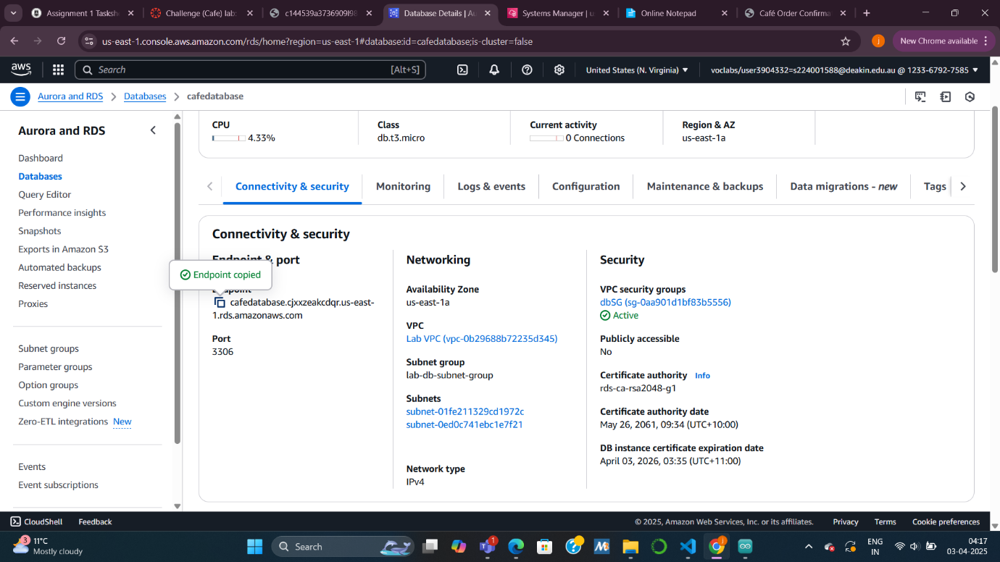 Assignment 1 Tasksh
Challenge (Cafe) lab:
c144539a3736909l98
Database Details | Au
Systems Manager | us
Online Notepad
Café Order Confirma
us-east-1.console.aws.amazon.com/rds/home?region=us-east-1#database:id=cafedatabase;is-cluster=false
j
New Chrome available
aws
Search
[Alt+S]
United States (N. Virginia)
voclabs/user3904332=s224001588@deakin.edu.au @ 1233-6792-7585
Aurora and RDS
Databases
cafedatabase
Aurora and RDS
Dashboard
Databases
Query Editor
Performance insights
Snapshots
Exports in Amazon S3
Automated backups
Reserved instances
Proxies
Subnet groups
Parameter groups
Option groups
Custom engine versions
Zero-ETL integrations New
Events
Event subscriptions
CPU
4.33%
Class
db.t3.micro
Current activity
0 Connections
Region & AZ
us-east-1a
Connectivity & security
Monitoring
Logs & events
Configuration
Maintenance & backups
Data migrations - new
Tags
Connectivity & security
Endpoint & port
Endpoint copied
Endpoint
cafedatabase.cjxxzeakcdqr.us-east-
1.rds.amazonaws.com
Port
3306
Networking
Availability Zone
us-east-1a
VPC
Lab VPC (vpc-0b29688b72235d345)
Subnet group
lab-db-subnet-group
Subnets
subnet-01fe211329cd1972c
subnet-0ed0c741ebc1e7f21
Network type
IPv4
Security
VPC security groups
dbSG (sg-0aa901d1bf83b5556)
Active
Publicly accessible
No
Certificate authority Info
rds-ca-rsa2048-g1
Certificate authority date
May 26, 2061, 09:34 (UTC+10:00)
DB instance certificate expiration date
April 03, 2026, 03:35 (UTC+11:00)
CloudShell
Feedback
© 2025, Amazon Web Services, Inc. or its affiliates.
Privacy
Terms
Cookie preferences
3
11°C
Mostly cloudy
Search
1
j
ENG
IN
04:17
03-04-2025